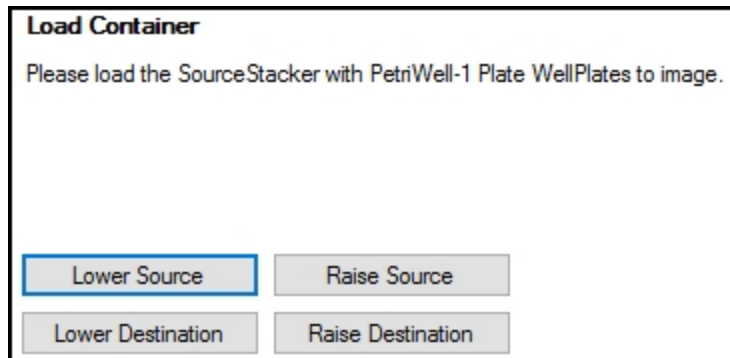 Load Container
Please load the SourceStacker with PetriWell-1 Plate WellPlates to image.
Lower Source
Raise Source
Lower Destination
Raise Destination